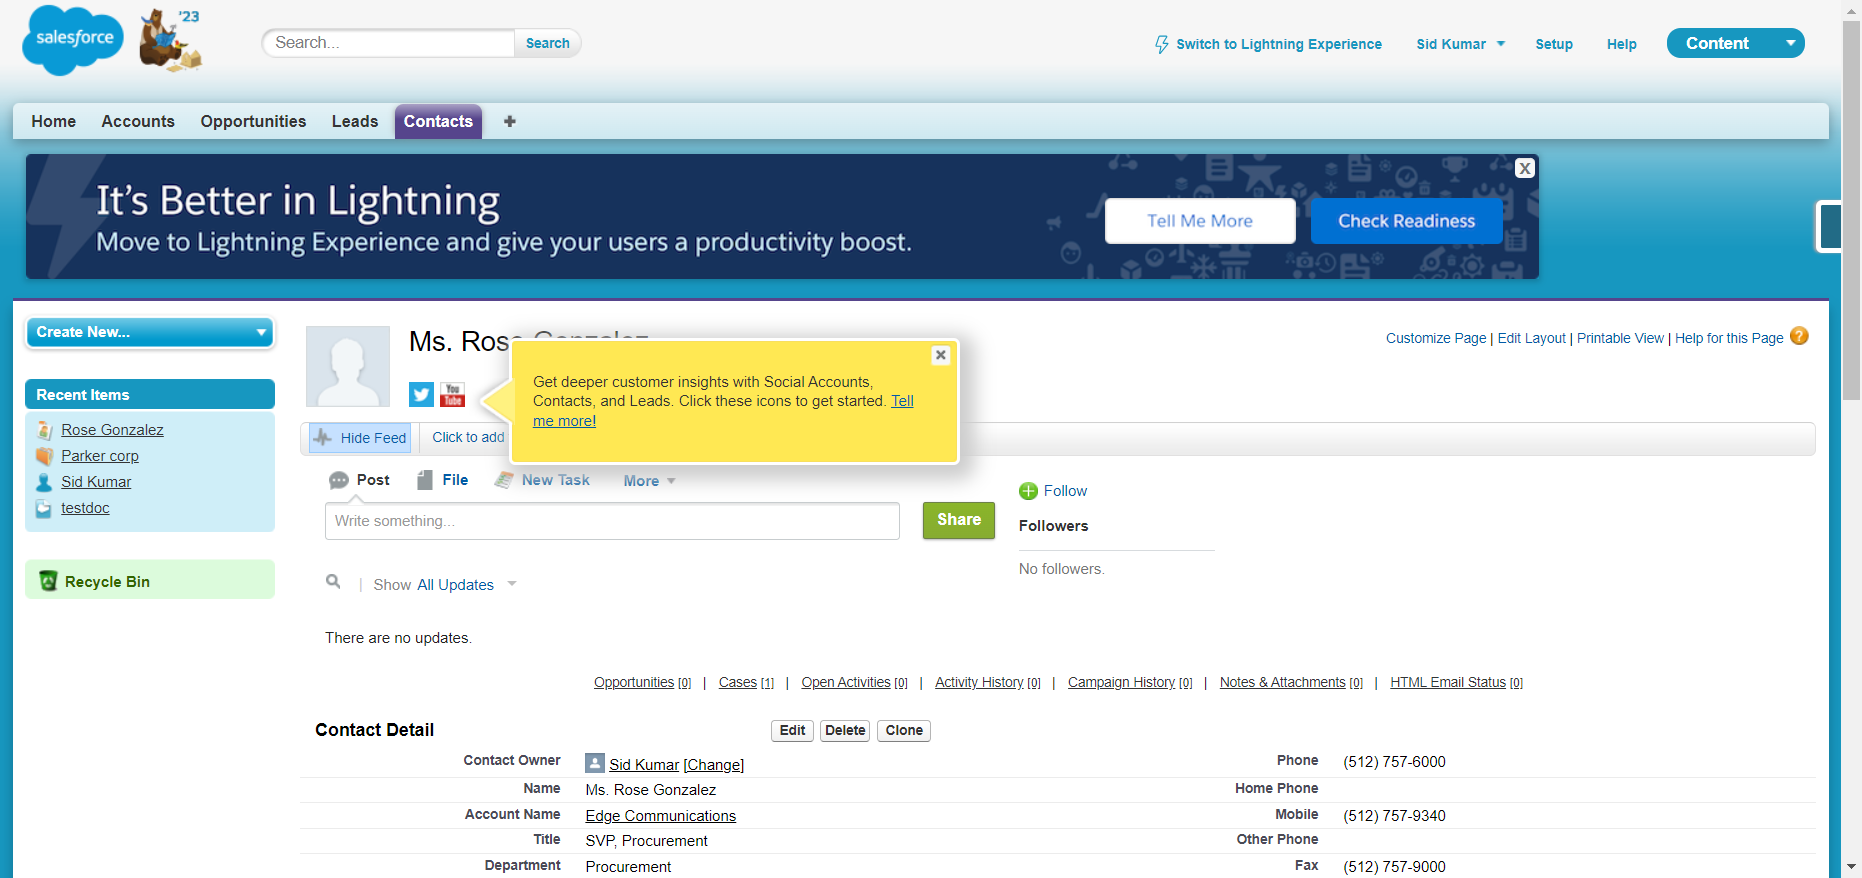 salesforce
'23
Search...
Search
Switch to Lightning Experience
Sid Kumar
Setup
Help
Content
Home
Accounts
Opportunities
Leads
Contacts
It's Better in Lightning
Move to Lightning Experience and give your users a productivity boost.
Tell Me More
Check Readiness
X
Create New...
Recent Items
Rose Gonzalez
Parker corp
Sid Kumar
testdoc
Recycle Bin
Ms. Rose Gonzalez
Customize Page | Edit Layout | Printable View | Help for this Page
?
You
Tube
Get deeper customer insights with Social Accounts,
Contacts, and Leads. Click these icons to get started. Tell
me more!
Hide Feed
Click to add
Post
File
New Task
More
Write something...
Share
Follow
Followers
No followers.
Show All Updates
There are no updates.
Opportunities [0] | Cases [1] | Open Activities [0] | Activity History [0] | Campaign History [0] | Notes & Attachments [0] | HTML Email Status [0]
Contact Detail
Edit
Delete
Clone
Contact Owner Sid Kumar [Change]
Phone (512) 757-6000
Name Ms. Rose Gonzalez
Home Phone
Account Name Edge Communications
Mobile (512) 757-9340
Title SVP, Procurement
Other Phone
Department Procurement
Fax (512) 757-9000